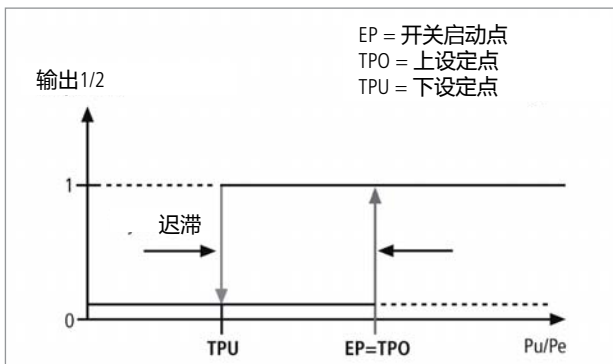 EP = 开关启动点
TPO = 上设定点
TPU = 下设定点
输出1/2
1
迟滞
0
TPU
EP=TPO
Pu/Pe